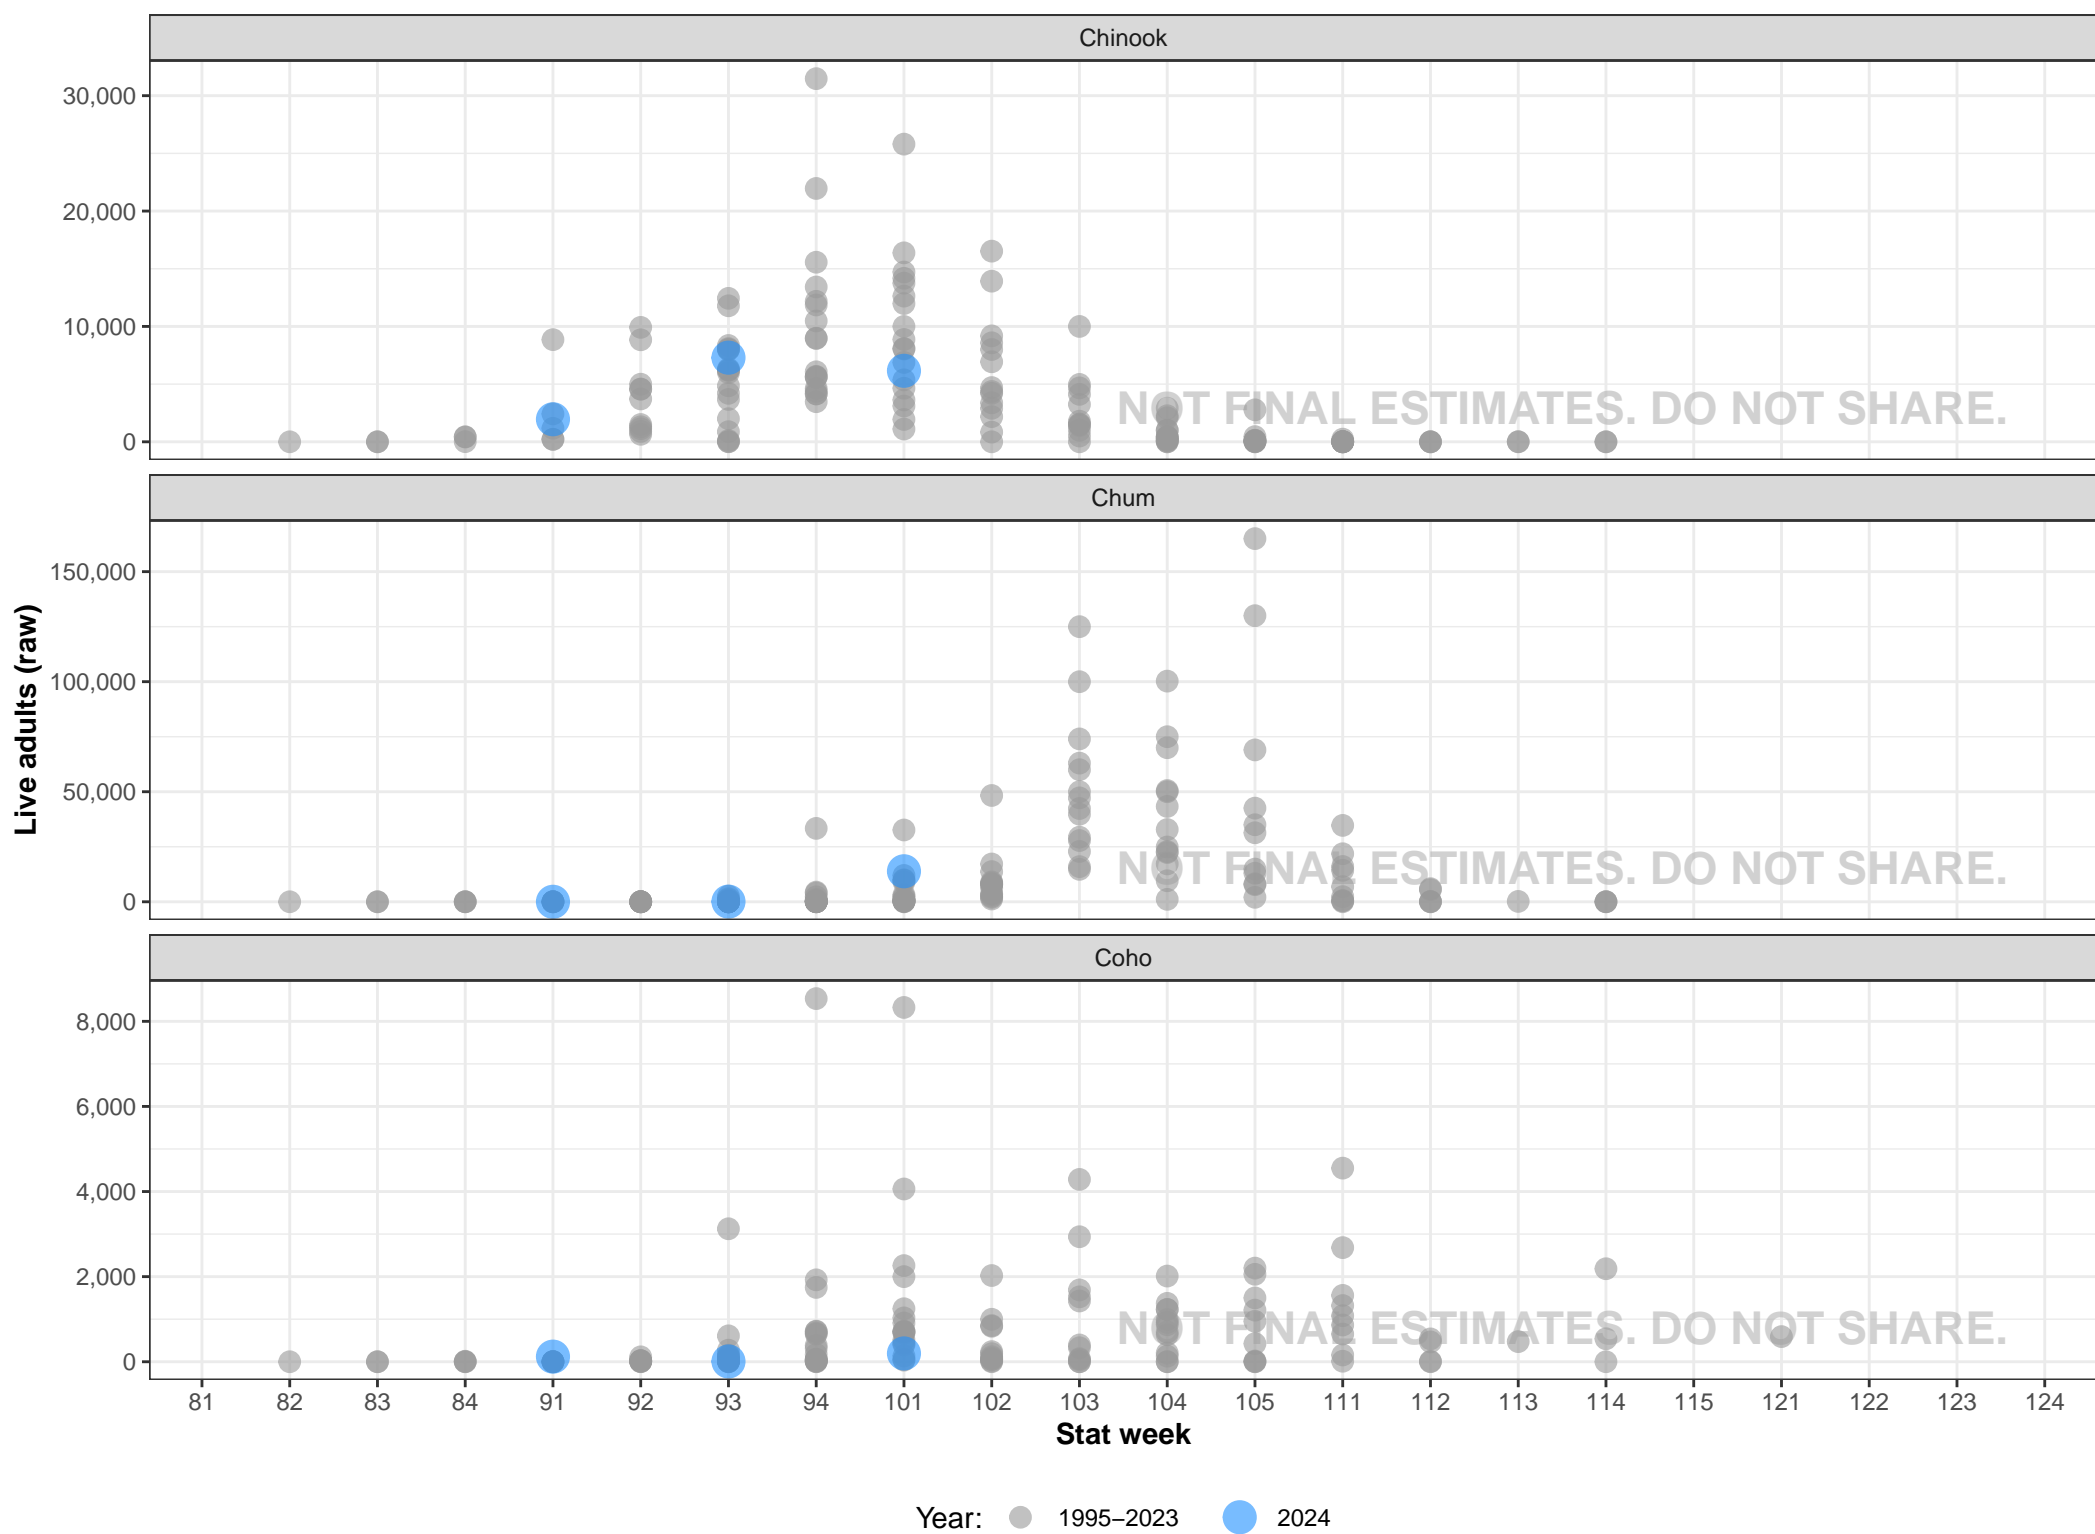 Chinook
30,000
20,000
10,000
0
NOT FINAL ESTIMATES. DO NOT SHARE.
Chum
150,000
100,000
50,000
0
NOT FINAL ESTIMATES. DO NOT SHARE.
Coho
8,000
6,000
4,000
2,000
0
NOT FINAL ESTIMATES. DO NOT SHARE.
Live adults (raw)
81 82 83 84 91 92 93 94 101 102 103 104 105 111 112 113 114 115 121 122 123 124
Stat week
Year: 1995–2023 2024